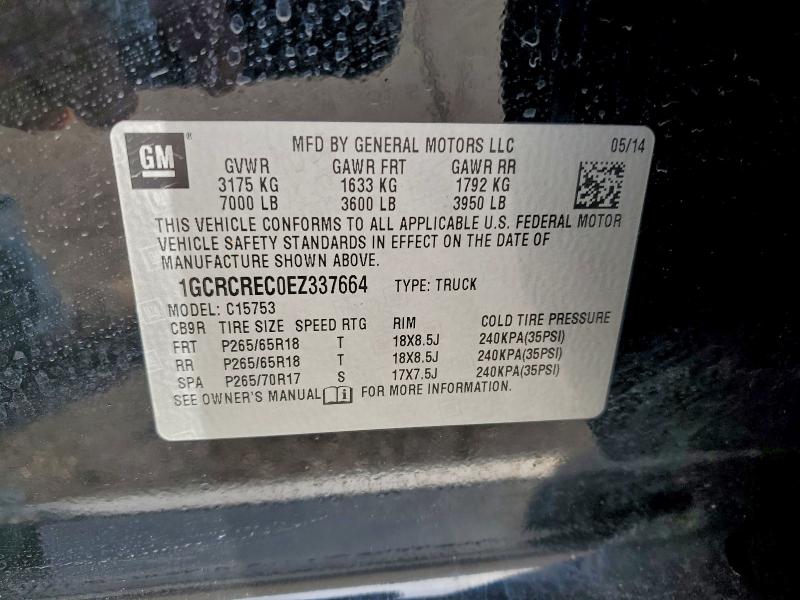 GM ® MFD BY GENERAL MOTORS LLC 05/14
GVWR GAWR FRT GAWR RR
3175 KG 1633 KG 1792 KG
7000 LB 3600 LB 3950 LB
THIS VEHICLE CONFORMS TO ALL APPLICABLE U.S. FEDERAL MOTOR
VEHICLE SAFETY STANDARDS IN EFFECT ON THE DATE OF
MANUFACTURE SHOWN ABOVE.
1GCRCREC0EZ337664 TYPE: TRUCK
MODEL: C15753
CB9R TIRE SIZE SPEED RTG RIM COLD TIRE PRESSURE
FRT P265/65R18 T 18X8.5J 240KPA(35PSI)
RR P265/65R18 T 18X8.5J 240KPA(35PSI)
SPA P265/70R17 S 17X7.5J 240KPA(35PSI)
SEE OWNER'S MANUAL FOR MORE INFORMATION.